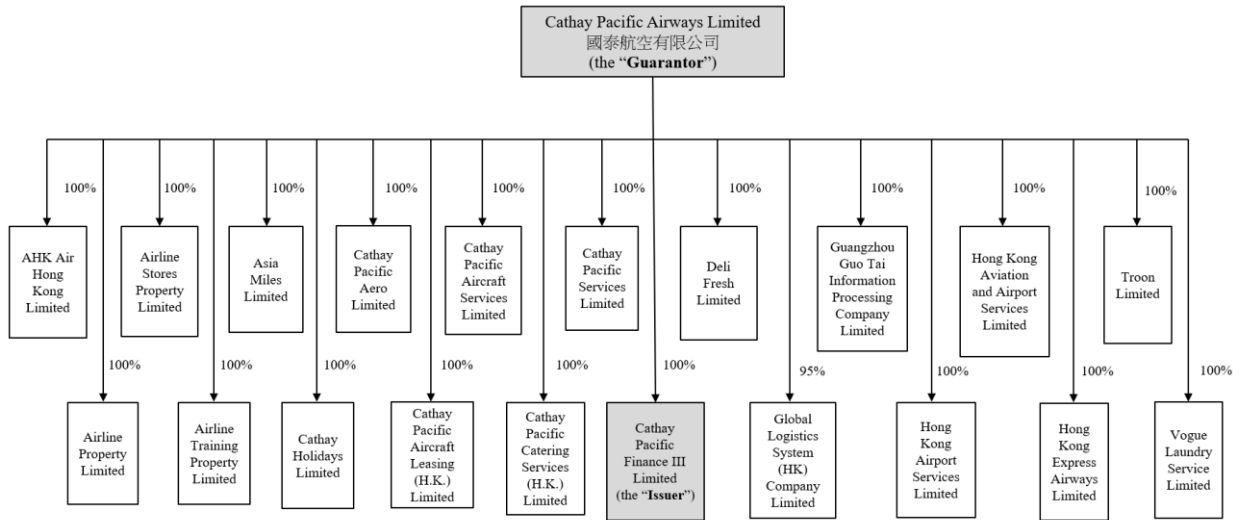 Cathay Pacific Airways Limited
國泰航空有限公司
(the “Guarantor”)
100%
100%
100%
100%
100%
100%
100%
100%
100%
100%
AHK Air
Hong
Kong
Limited
Airline
Stores
Property
Limited
Asia
Miles
Limited
Cathay
Pacific
Aero
Limited
Cathay
Pacific
Aircraft
Services
Limited
Cathay
Pacific
Services
Limited
Deli
Fresh
Limited
Guangzhou
Guo Tai
Information
Processing
Company
Limited
Hong Kong
Aviation
and Airport
Services
Limited
Troon
Limited
100%
100%
100%
100%
100%
100%
95%
100%
100%
100%
Airline
Property
Limited
Airline
Training
Property
Limited
Cathay
Holidays
Limited
Cathay
Pacific
Aircraft
Leasing
(H.K.)
Limited
Cathay
Pacific
Catering
Services
(H.K.)
Limited
Cathay
Pacific
Finance III
Limited
(the “Issuer”)
Global
Logistics
System
(HK)
Company
Limited
Hong
Kong
Airport
Services
Limited
Hong
Kong
Express
Airways
Limited
Vogue
Laundry
Service
Limited